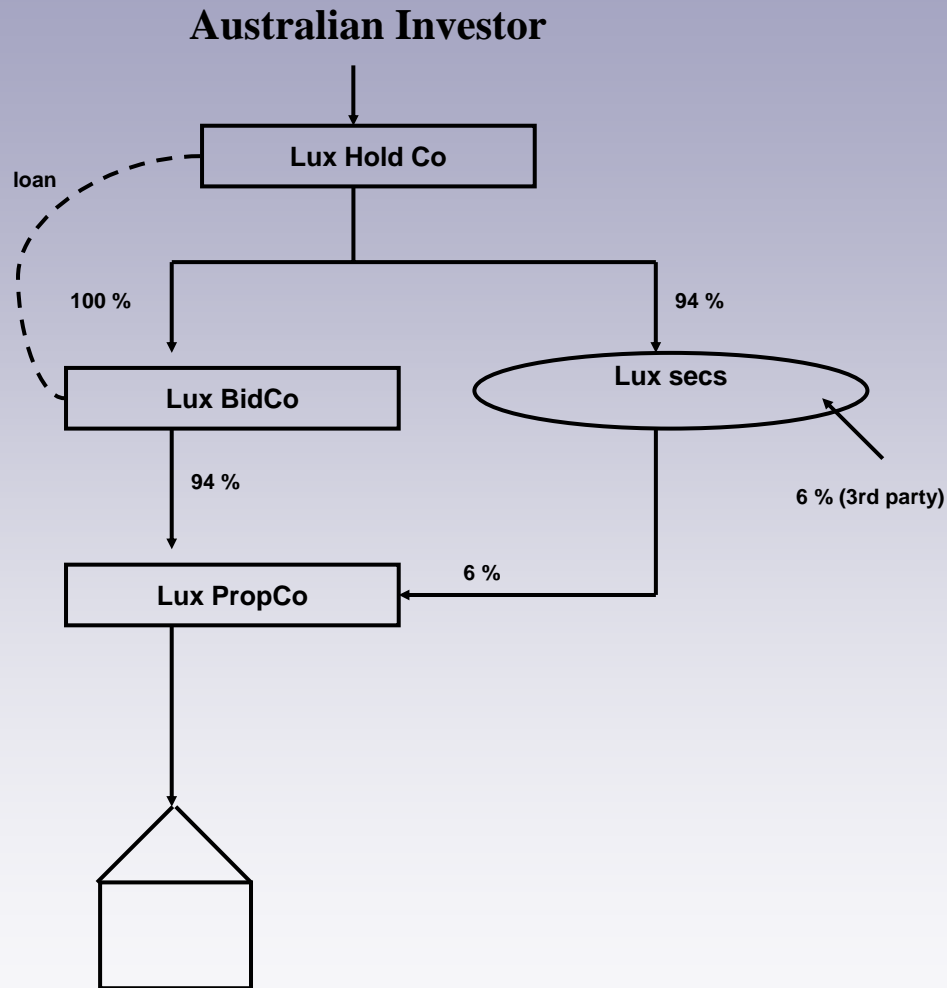 Australian Investor
Lux Hold Co
loan
100 %
94 %
Lux BidCo
Lux secs
94 %
6 % (3rd party)
6 %
Lux PropCo